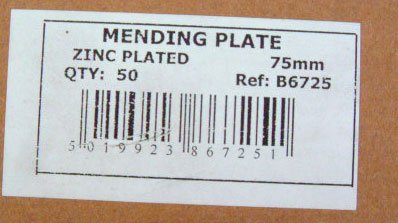 MENDING PLATE
ZINC PLATED 75mm
QTY: 50 Ref: B6725
5 019923 867251